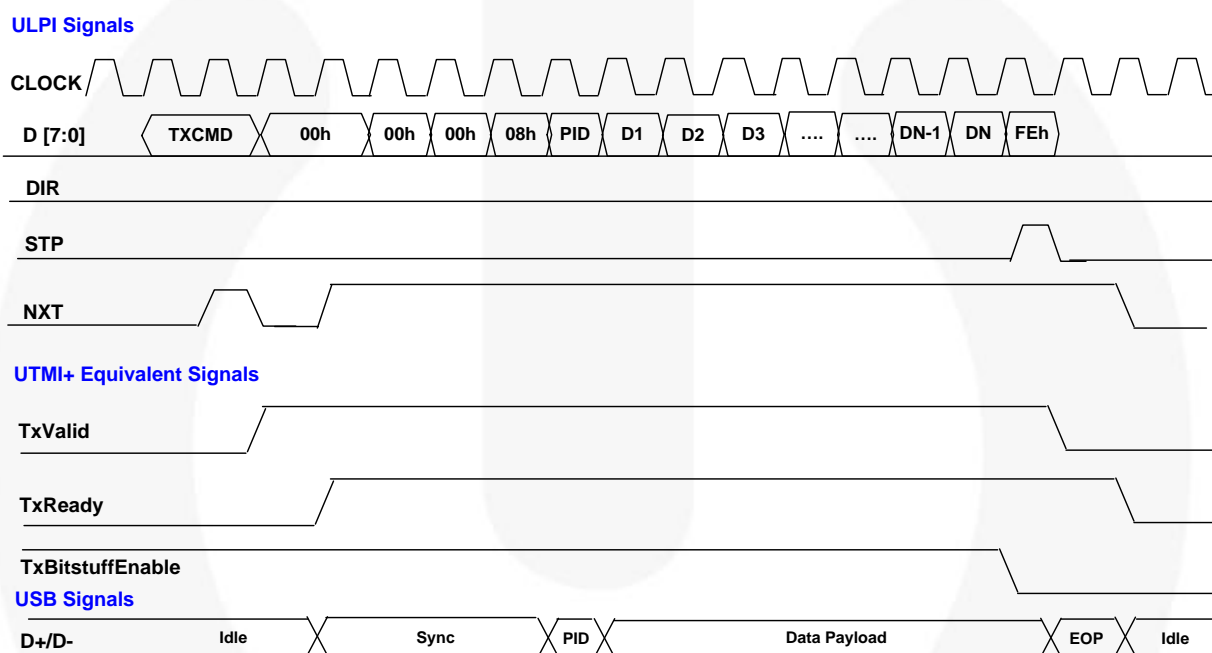 ULPI Signals
CLOCK
D [7:0] TXCMD 00h 00h 00h 08h PID D1 D2 D3 .... .... DN-1 DN FEh
DIR
STP
NXT
UTMI+ Equivalent Signals
TxValid
TxReady
TxBitstuffEnable
USB Signals
D+/D- Idle Sync PID Data Payload EOP Idle